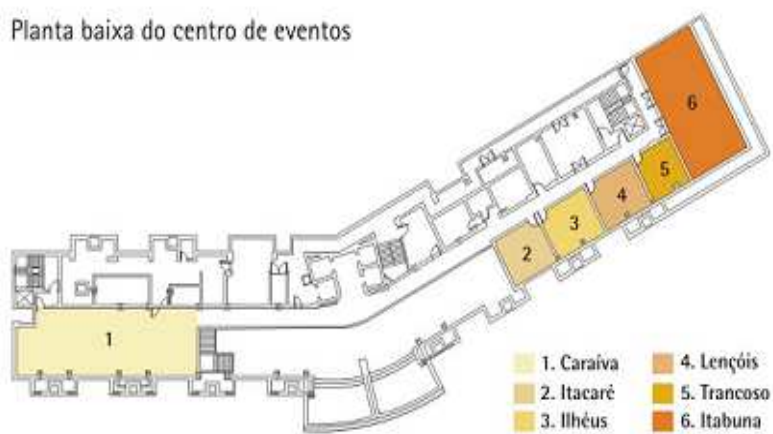 Planta baixa do centro de eventos
6
5
4
3
2
1
1. Caraíva
2. Itacaré
3. Ilhéus
4. Lençóis
5. Trancoso
6. Itabuna